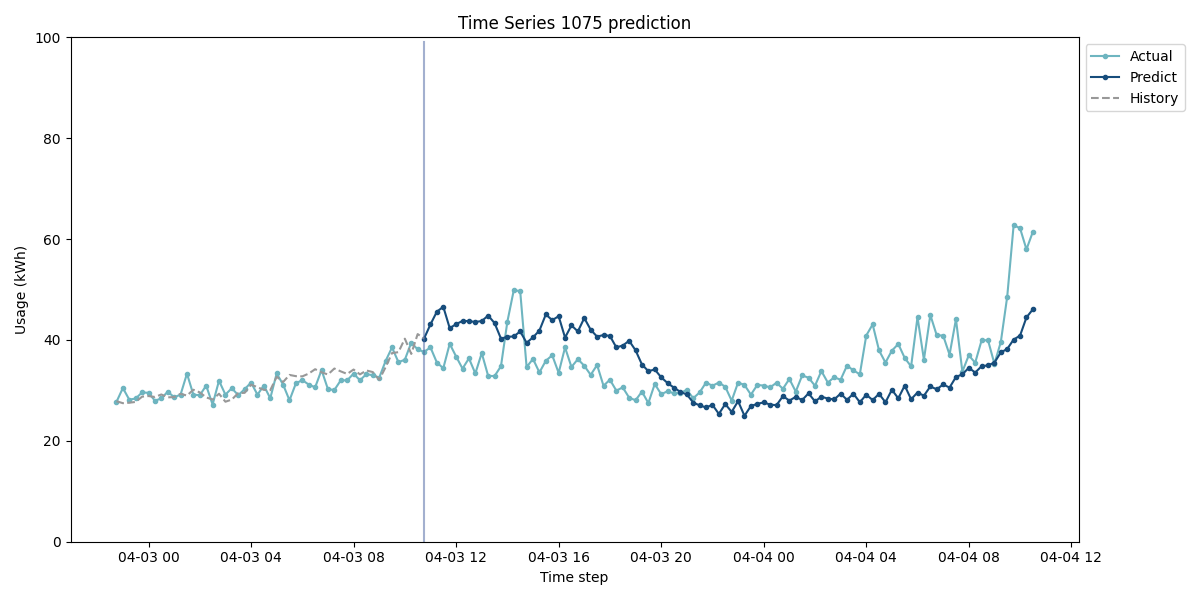 Time Series 1075 prediction
Usage (kWh)
100
80
60
40
20
0
04-03 00 04-03 04 04-03 08 04-03 12 04-03 16 04-03 20 04-04 00 04-04 04 04-04 08 04-04 12
Time step
Actual
Predict
History